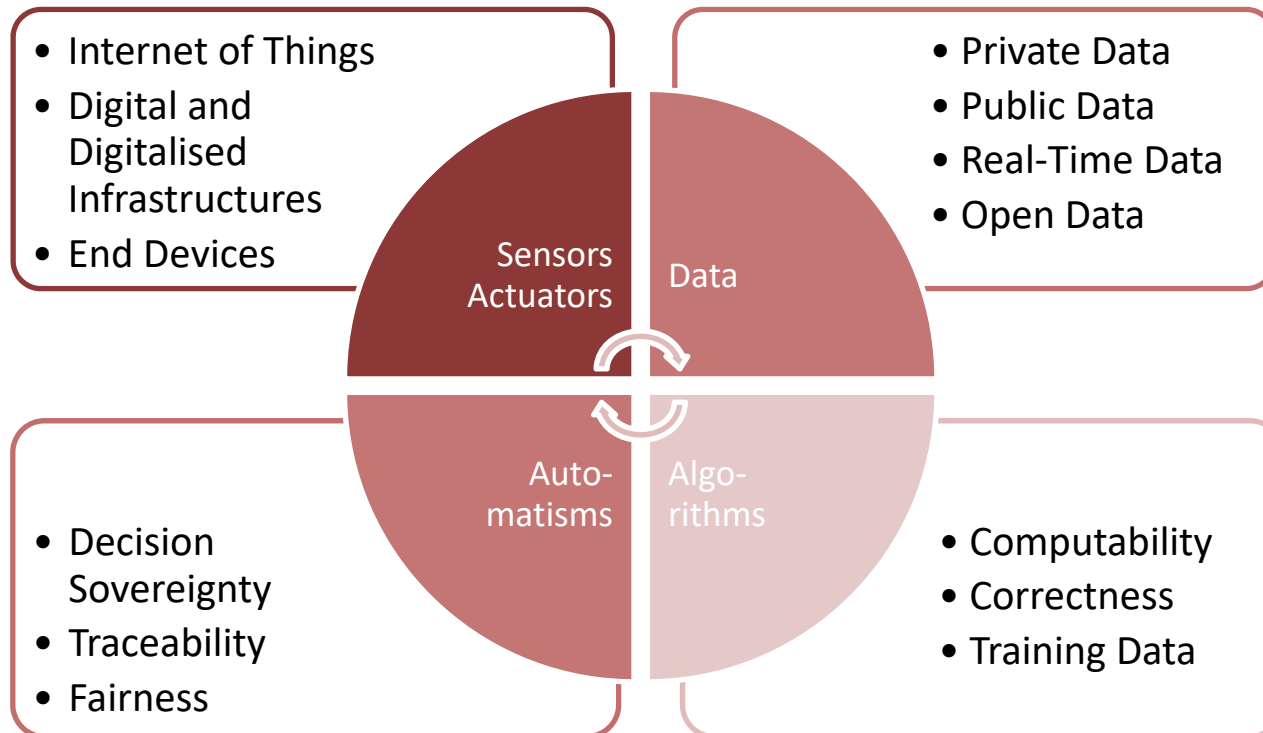 • Internet of Things
• Digital and
Digitalised
Infrastructures
• End Devices
Sensors
Actuators
• Private Data
• Public Data
• Real-Time Data
• Open Data
Data
Auto-
matisms
• Decision
Sovereignty
• Traceability
• Fairness
Algo-
rithms
• Computability
• Correctness
• Training Data